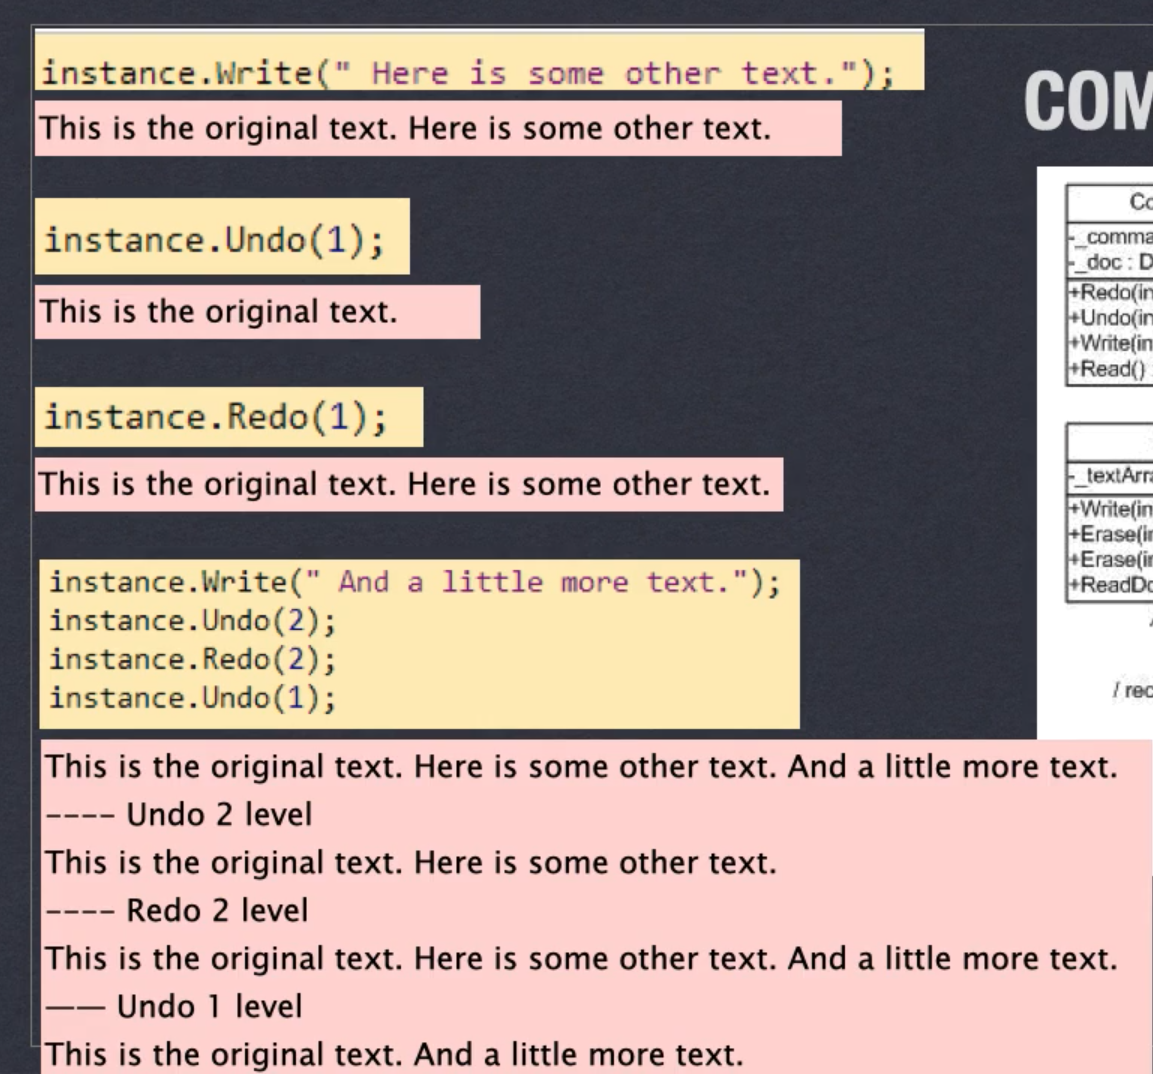 instance.Write(" Here is some other text.");
This is the original text. Here is some other text.
instance.Undo(1);
This is the original text.
instance.Redo(1);
This is the original text. Here is some other text.
instance.Write(" And a little more text.");
instance.Undo(2);
instance.Redo(2);
instance.Undo(1);
This is the original text. Here is some other text. And a little more text.
---- Undo 2 level
This is the original text. Here is some other text.
---- Redo 2 level
This is the original text. Here is some other text. And a little more text.
—— Undo 1 level
This is the original text. And a little more text.
COM
Co
-_comma
-_doc : D
+Redo(in
+Undo(in
+Write(in
+Read()
-_textArra
+Write(in
+Erase(in
+Erase(in
+ReadDo
/ rec